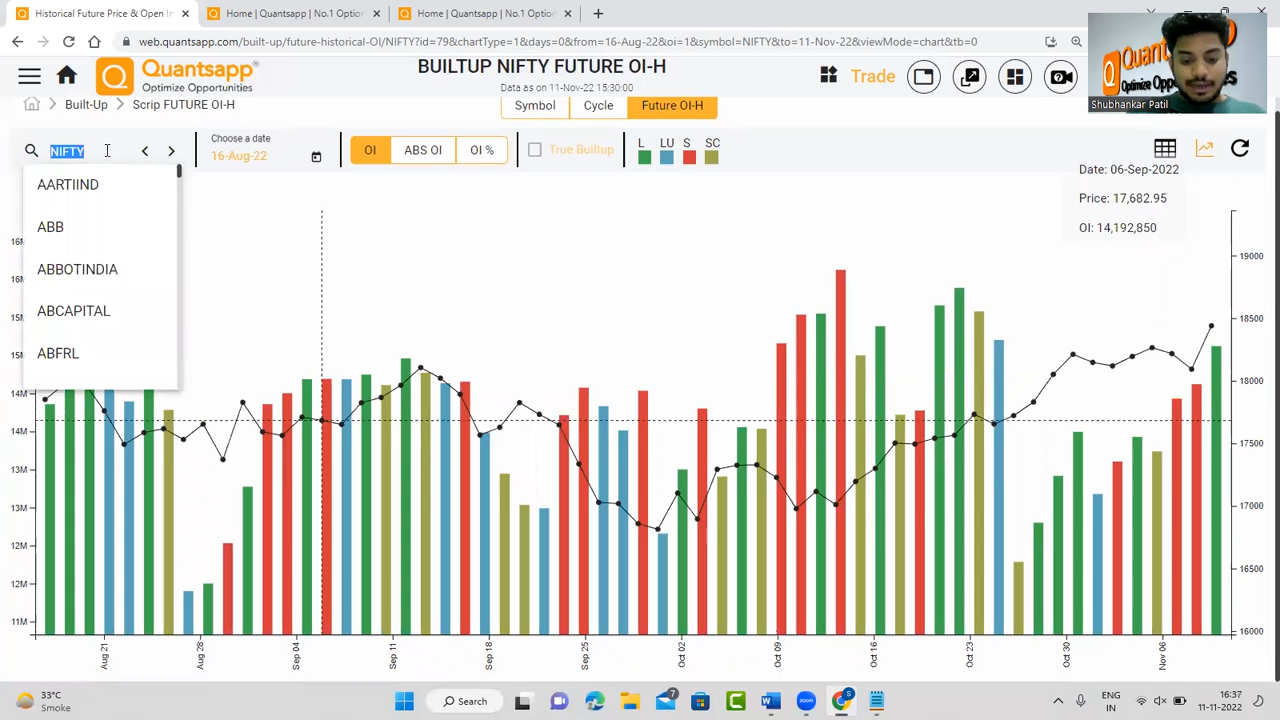 Historical Future Price & Open In
Home | Quantsapp | No.1 Option
Home | Quantsapp | No.1 Option
web.quantsapp.com/built-up/future-historical-OI/NIFTY?id=79&chartType=1&days=0&from=16-Aug-22&oi=1&symbol=NIFTY&to=11-Nov-22&viewMode=chart&tb=0
Quantsapp
Optimize Opportunities
BUILTUP NIFTY FUTURE OI-H
Data as on 11-Nov-22 15:30:00
Trade
Shubhankar Patil
Built-Up > Scrip FUTURE OI-H
Symbol Cycle Future OI-H
NIFTY
Choose a date
16-Aug-22
OI ABS OI OI %
True Builtup
L LU S SC
Date: 06-Sep-2022
Price: 17,682.95
OI: 14,192,850
AARTIIND
ABB
ABBOTINDIA
ABCAPITAL
ABFRL
16M
16M
15M
15M
14M
14M
13M
13M
12M
12M
11M
19000
18500
18000
17500
17000
16500
16000
Aug 21 Aug 28 Sep 04 Sep 11 Sep 18 Sep 25 Oct 02 Oct 09 Oct 16 Oct 23 Oct 30 Nov 06
33°C
Smoke
Search
7
S
ENG
IN
16:37
11-11-2022